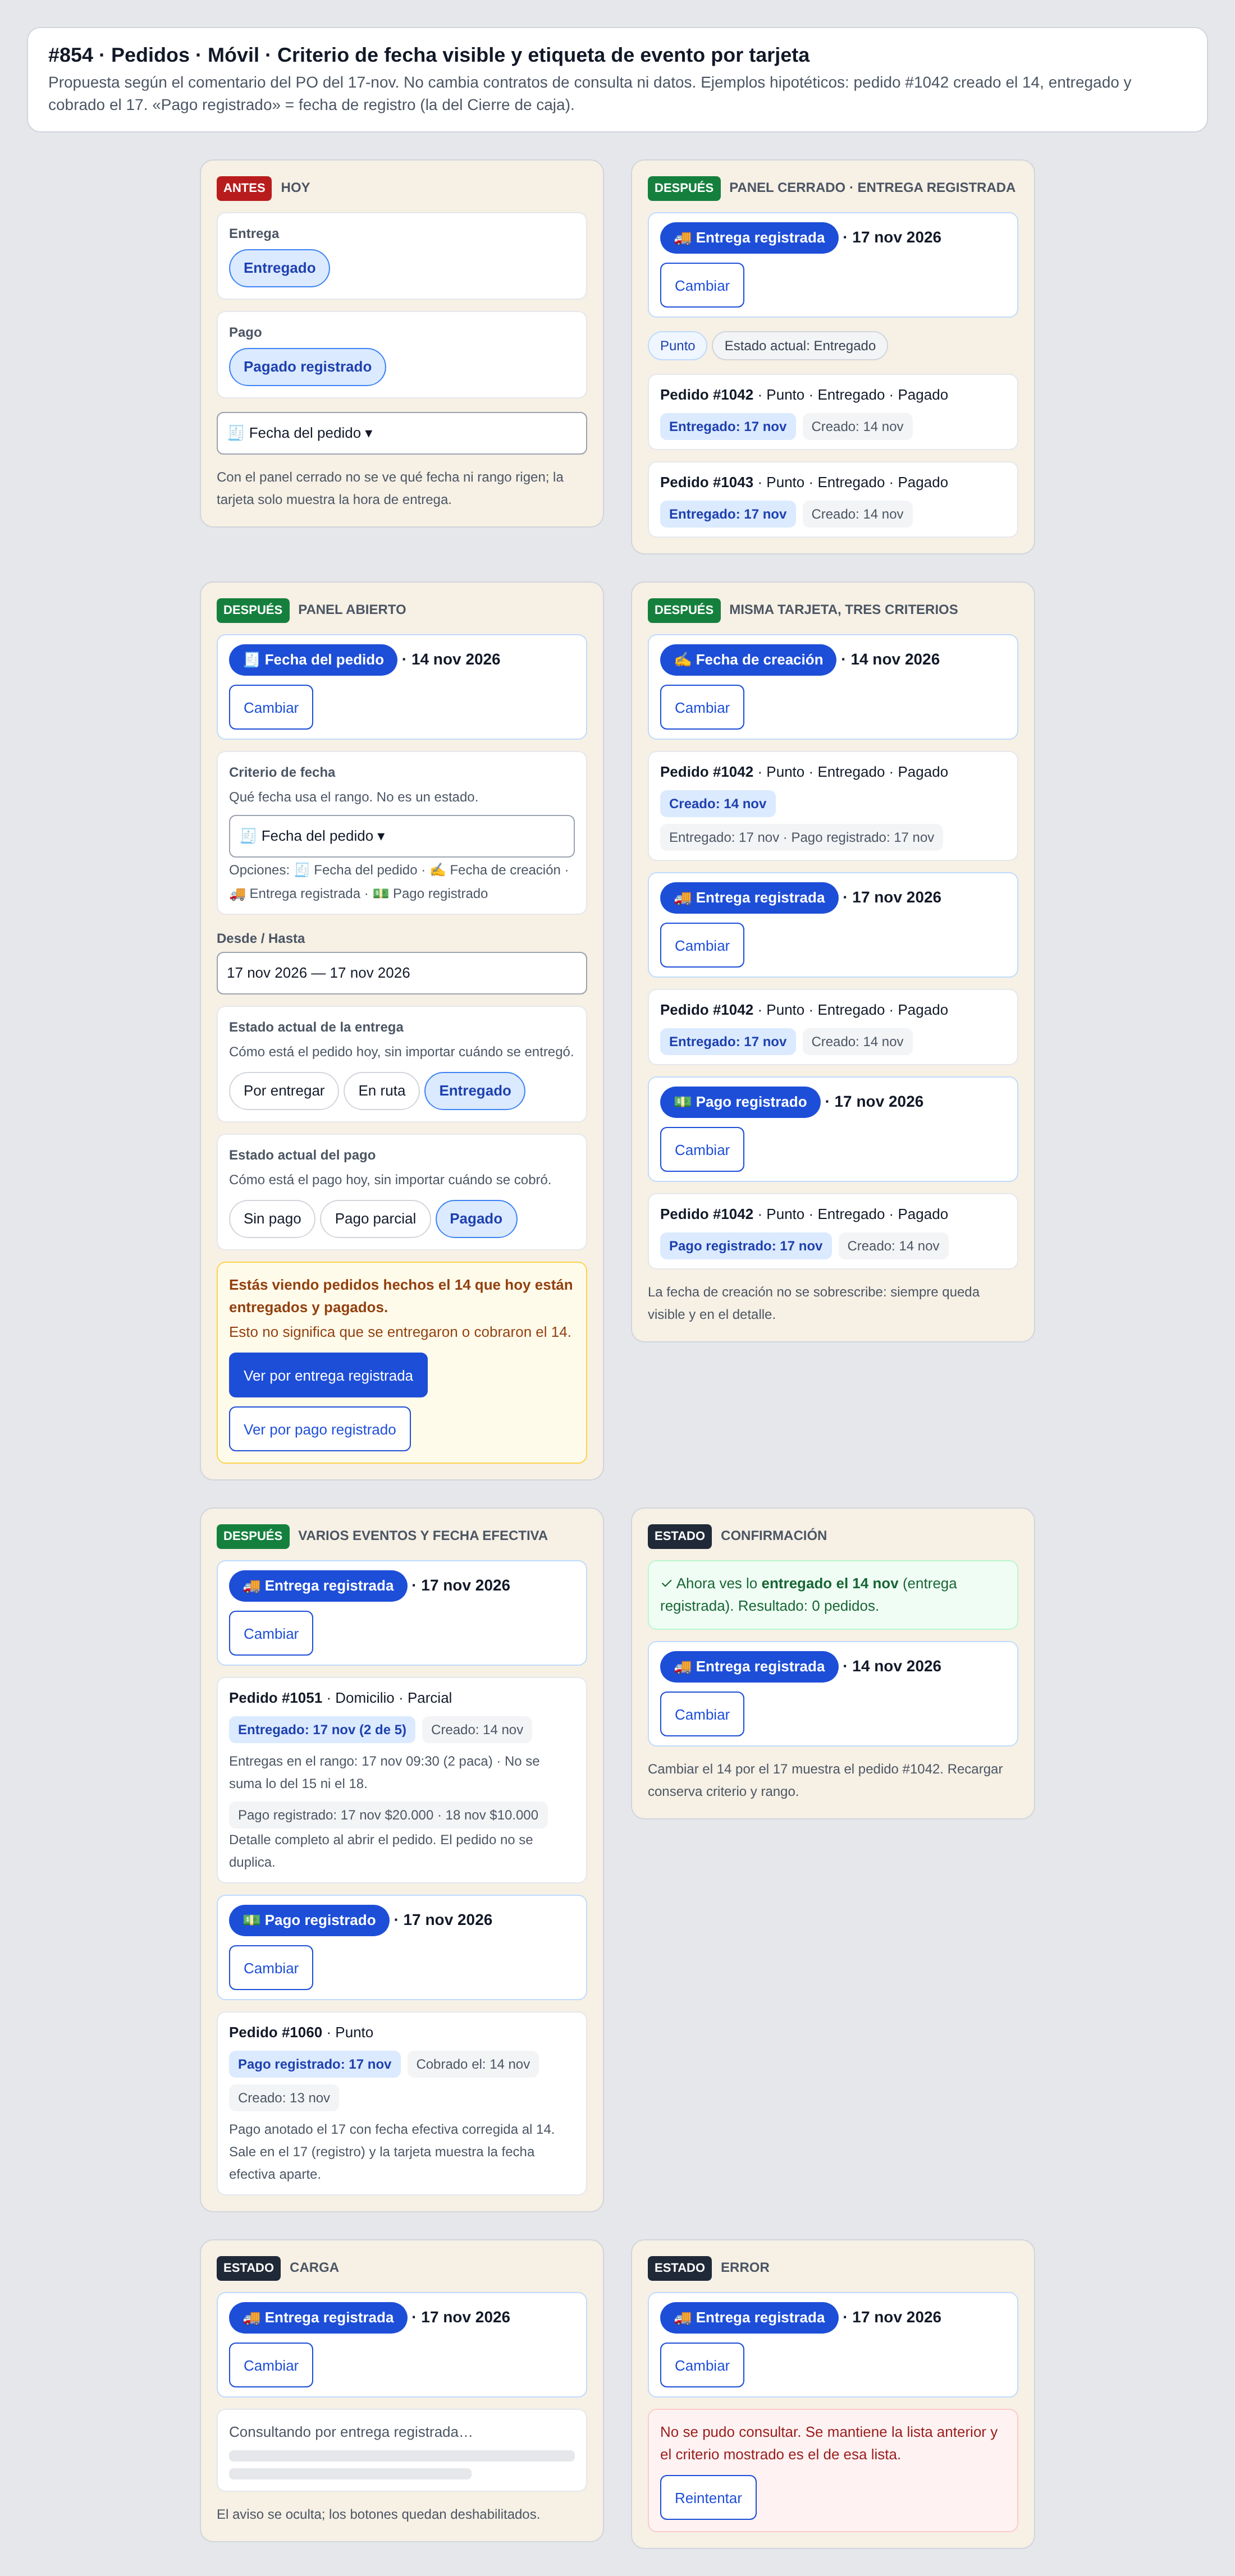 #854 · Pedidos · Móvil · Criterio de fecha visible y etiqueta de evento por tarjeta
Propuesta según el comentario del PO del 17-nov. No cambia contratos de consulta ni datos. Ejemplos hipotéticos: pedido #1042 creado el 14, entregado y
cobrado el 17. «Pago registrado» = fecha de registro (la del Cierre de caja).
ANTES HOY
Entrega
Entregado
Pago
Pagado registrado
🧾 Fecha del pedido ▾
Con el panel cerrado no se ve qué fecha ni rango rigen; la
tarjeta solo muestra la hora de entrega.
DESPUÉS PANEL CERRADO · ENTREGA REGISTRADA
🚚 Entrega registrada · 17 nov 2026
Cambiar
Punto Estado actual: Entregado
Pedido #1042 · Punto · Entregado · Pagado
Entregado: 17 nov Creado: 14 nov
Pedido #1043 · Punto · Entregado · Pagado
Entregado: 17 nov Creado: 14 nov
DESPUÉS PANEL ABIERTO
🧾 Fecha del pedido · 14 nov 2026
Cambiar
Criterio de fecha
Qué fecha usa el rango. No es un estado.
🧾 Fecha del pedido ▾
Opciones: 🧾 Fecha del pedido · ✍️ Fecha de creación ·
🚚 Entrega registrada · 💵 Pago registrado
Desde / Hasta
17 nov 2026 — 17 nov 2026
Estado actual de la entrega
Cómo está el pedido hoy, sin importar cuándo se entregó.
Por entregar En ruta Entregado
Estado actual del pago
Cómo está el pago hoy, sin importar cuándo se cobró.
Sin pago Pago parcial Pagado
Estás viendo pedidos hechos el 14 que hoy están
entregados y pagados.
Esto no significa que se entregaron o cobraron el 14.
Ver por entrega registrada
Ver por pago registrado
DESPUÉS MISMA TARJETA, TRES CRITERIOS
✍️ Fecha de creación · 14 nov 2026
Cambiar
Pedido #1042 · Punto · Entregado · Pagado
Creado: 14 nov
Entregado: 17 nov · Pago registrado: 17 nov
🚚 Entrega registrada · 17 nov 2026
Cambiar
Pedido #1042 · Punto · Entregado · Pagado
Entregado: 17 nov Creado: 14 nov
💵 Pago registrado · 17 nov 2026
Cambiar
Pedido #1042 · Punto · Entregado · Pagado
Pago registrado: 17 nov Creado: 14 nov
La fecha de creación no se sobrescribe: siempre queda
visible y en el detalle.
DESPUÉS VARIOS EVENTOS Y FECHA EFECTIVA
🚚 Entrega registrada · 17 nov 2026
Cambiar
Pedido #1051 · Domicilio · Parcial
Entregado: 17 nov (2 de 5) Creado: 14 nov
Entregas en el rango: 17 nov 09:30 (2 paca) · No se
suma lo del 15 ni el 18.
Pago registrado: 17 nov $20.000 · 18 nov $10.000
Detalle completo al abrir el pedido. El pedido no se
duplica.
💵 Pago registrado · 17 nov 2026
Cambiar
Pedido #1060 · Punto
Pago registrado: 17 nov Cobrado el: 14 nov
Creado: 13 nov
Pago anotado el 17 con fecha efectiva corregida al 14.
Sale en el 17 (registro) y la tarjeta muestra la fecha
efectiva aparte.
ESTADO CONFIRMACIÓN
✓ Ahora ves lo entregado el 14 nov (entrega
registrada). Resultado: 0 pedidos.
🚚 Entrega registrada · 14 nov 2026
Cambiar
Cambiar el 14 por el 17 muestra el pedido #1042. Recargar
conserva criterio y rango.
ESTADO CARGA
🚚 Entrega registrada · 17 nov 2026
Cambiar
Consultando por entrega registrada…
El aviso se oculta; los botones quedan deshabilitados.
ESTADO ERROR
🚚 Entrega registrada · 17 nov 2026
Cambiar
No se pudo consultar. Se mantiene la lista anterior y
el criterio mostrado es el de esa lista.
Reintentar